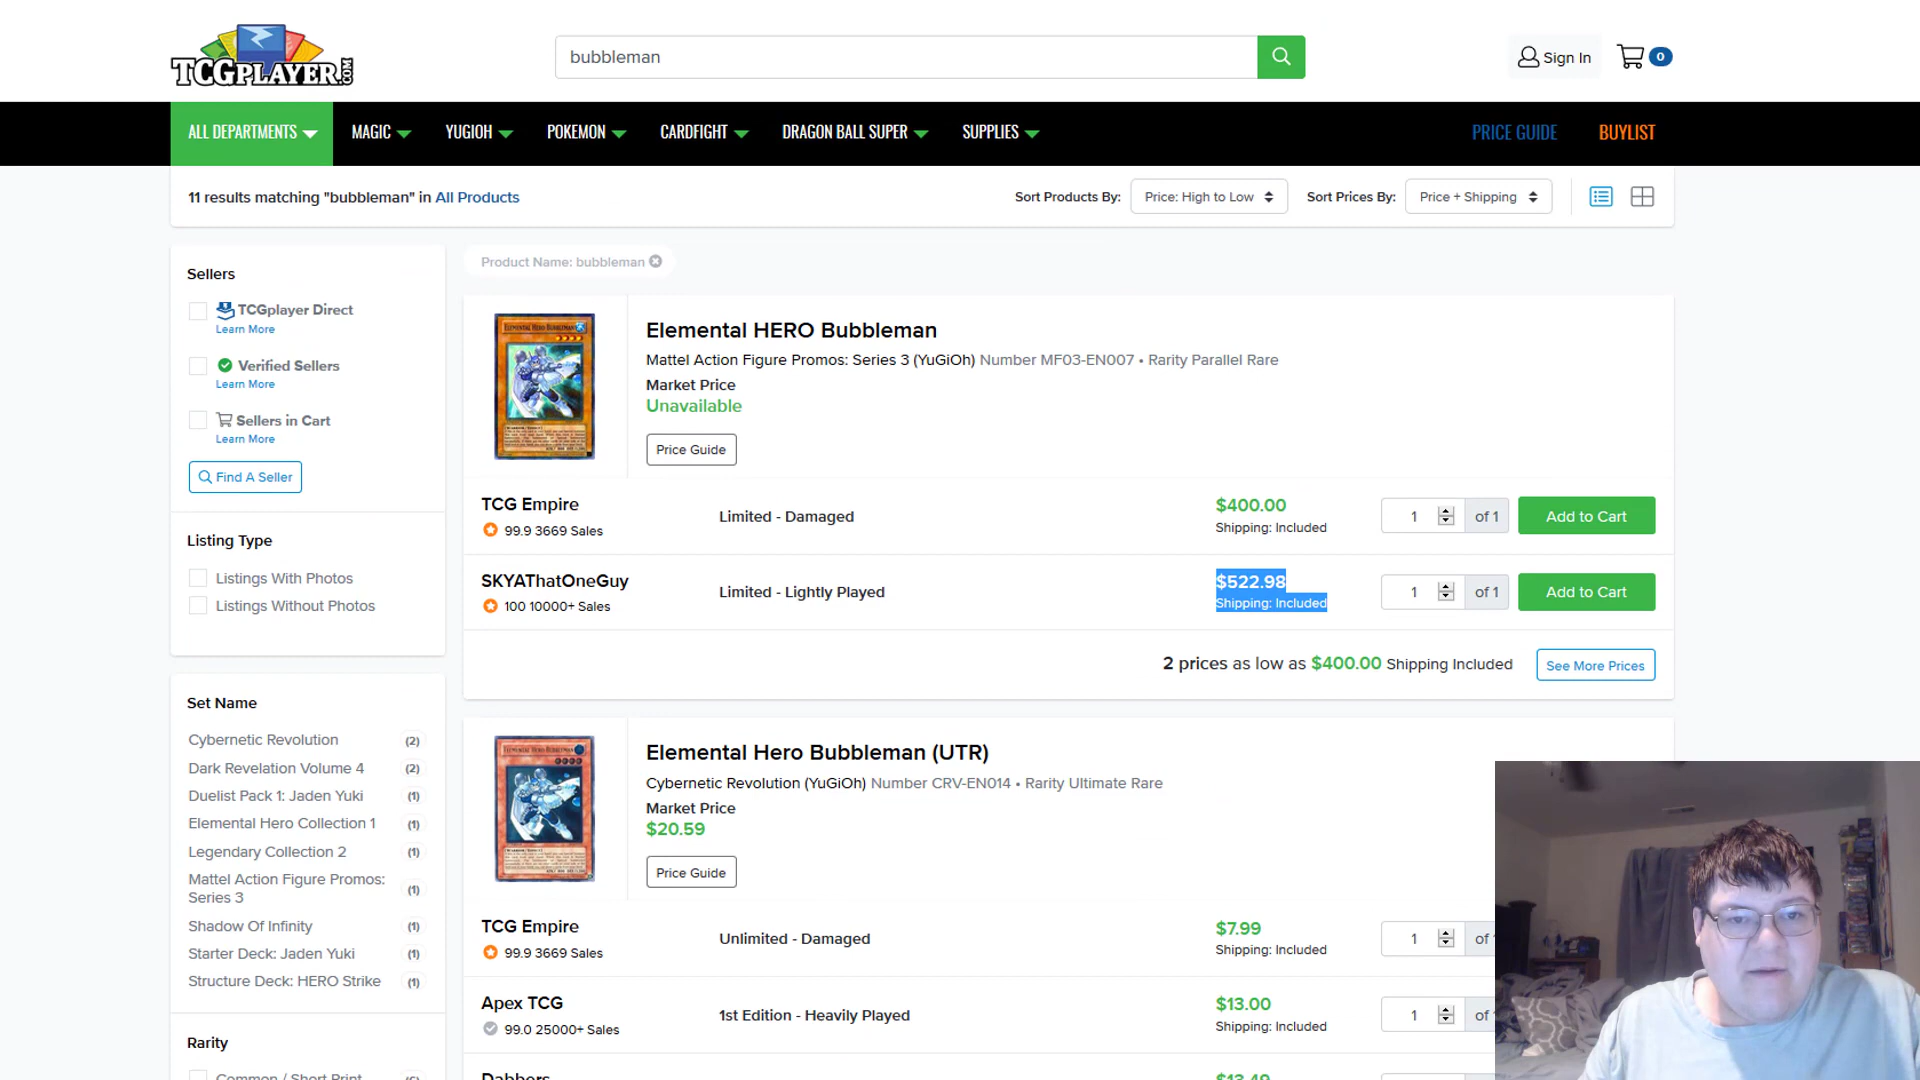 TCGPLAYER.COM
bubbleman
Sign In
0
ALL DEPARTMENTS
MAGIC
YUGIOH
POKEMON
CARDFIGHT
DRAGON BALL SUPER
SUPPLIES
PRICE GUIDE
BUYLIST
11 results matching "bubbleman" in All Products
Sort Products By: Price: High to Low
Sort Prices By: Price + Shipping
Sellers
TCGplayer Direct
Learn More
Verified Sellers
Learn More
Sellers in Cart
Learn More
Find A Seller
Listing Type
Listings With Photos
Listings Without Photos
Set Name
Cybernetic Revolution (2)
Dark Revelation Volume 4 (2)
Duelist Pack 1: Jaden Yuki (1)
Elemental Hero Collection 1 (1)
Legendary Collection 2 (1)
Mattel Action Figure Promos:
Series 3 (1)
Shadow Of Infinity (1)
Starter Deck: Jaden Yuki (1)
Structure Deck: HERO Strike (1)
Rarity
Common / Short Print
Product Name: bubbleman
ELEMENTAL HERO BUBBLEMAN
Elemental HERO Bubbleman
Mattel Action Figure Promos: Series 3 (YuGiOh) Number MF03-EN007 • Rarity Parallel Rare
Market Price
Unavailable
Price Guide
TCG Empire
99.9 3669 Sales
Limited - Damaged
$400.00
Shipping: Included
1 of 1
Add to Cart
SKYAThatOneGuy
100 10000+ Sales
Limited - Lightly Played
$522.98
Shipping: Included
1 of 1
Add to Cart
2 prices as low as $400.00 Shipping Included
See More Prices
ELEMENTAL HERO BUBBLEMAN
Elemental Hero Bubbleman (UTR)
Cybernetic Revolution (YuGiOh) Number CRV-EN014 • Rarity Ultimate Rare
Market Price
$20.59
Price Guide
TCG Empire
99.9 3669 Sales
Unlimited - Damaged
$7.99
Shipping: Included
1 of
Apex TCG
99.0 25000+ Sales
1st Edition - Heavily Played
$13.00
Shipping: Included
1 of
Dabbers
$13.49